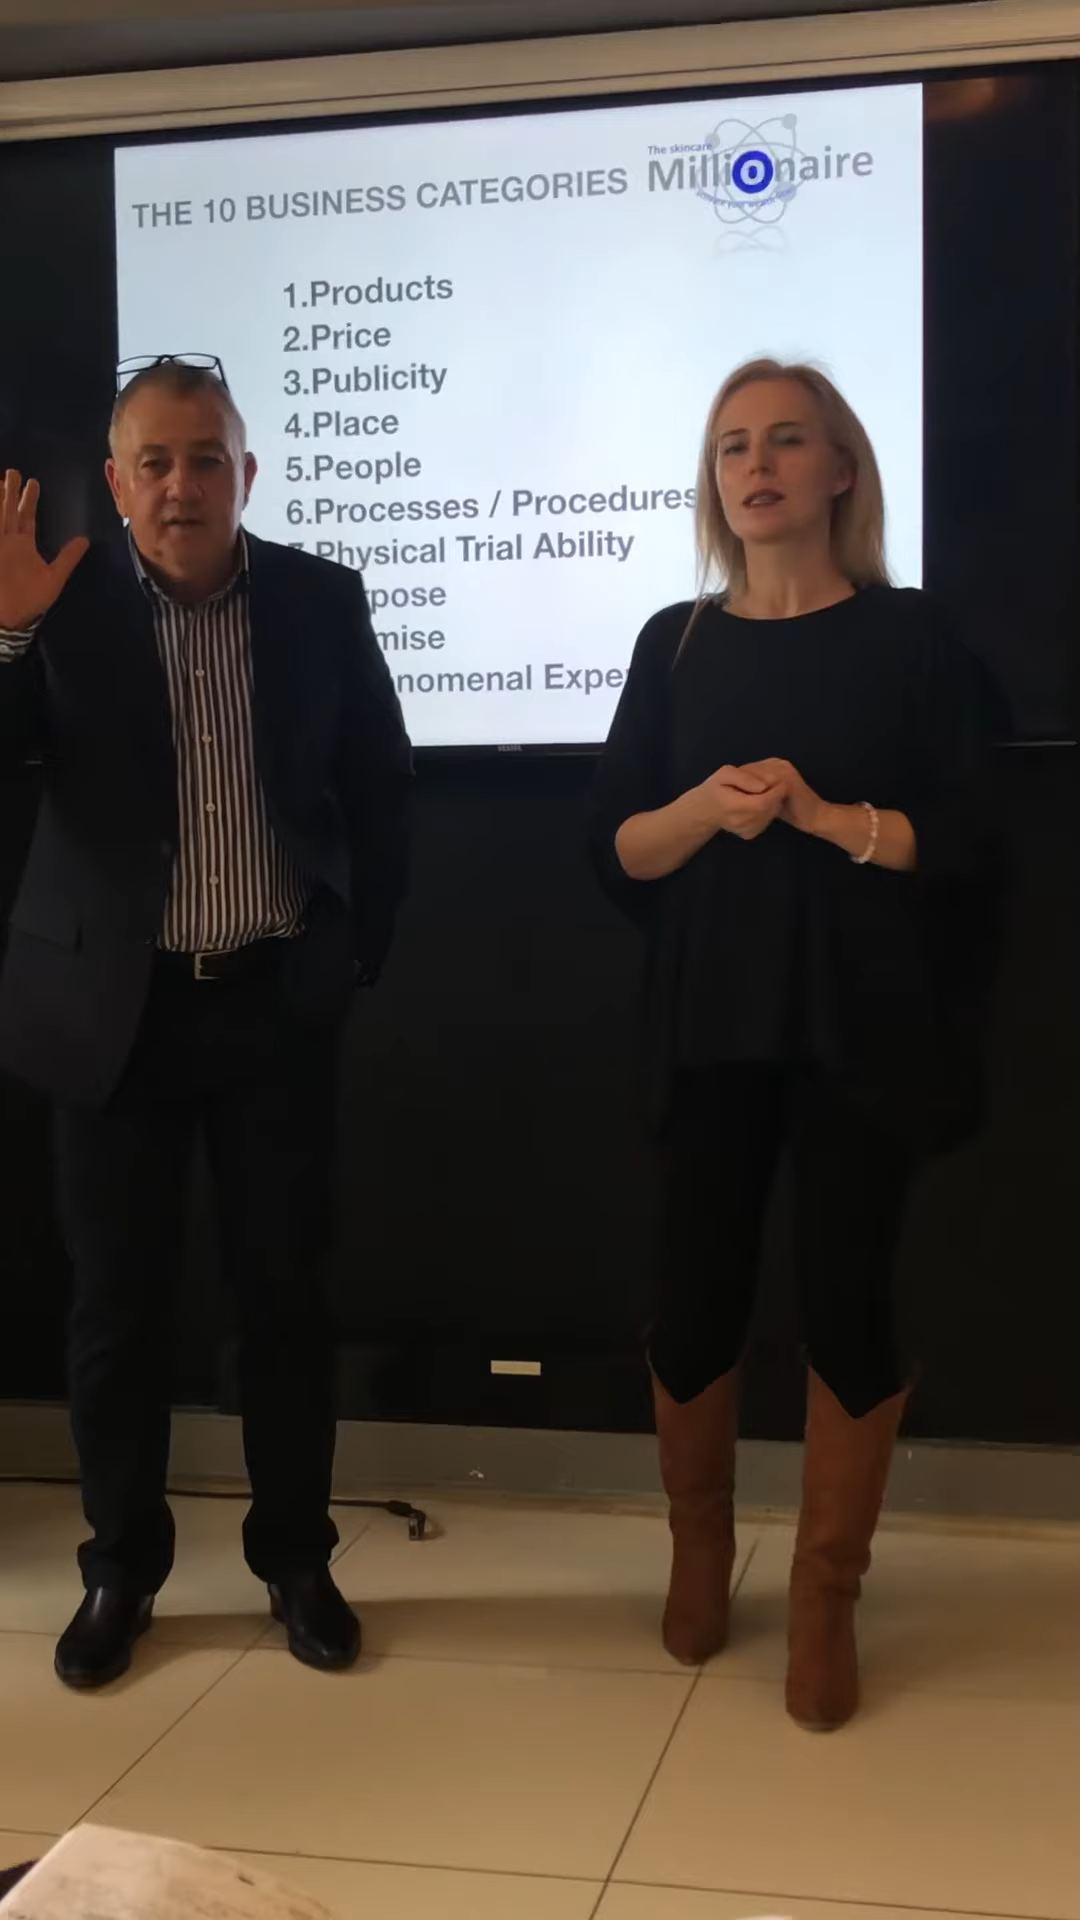 THE 10 BUSINESS CATEGORIES
The skincare
Millionaire
1.Products
2.Price
3.Publicity
4.Place
5.People
6.Processes / Procedures
7.Physical Trial Ability
pose
mise
nomenal Expe